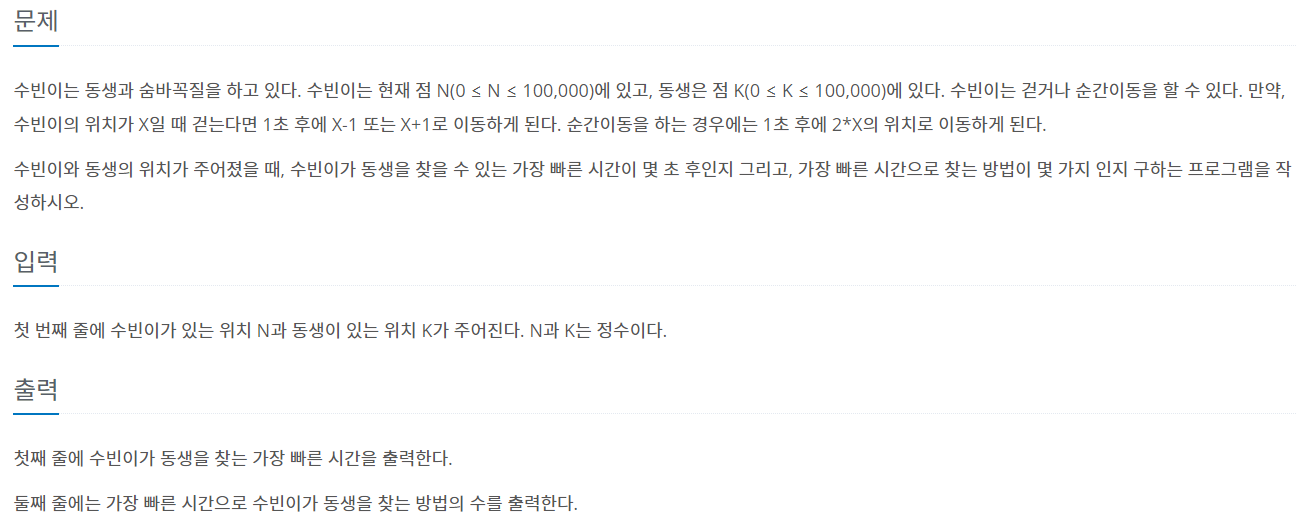 문제
수빈이는 동생과 숨바꼭질을 하고 있다. 수빈이는 현재 점 N(0 ≤ N ≤ 100,000)에 있고, 동생은 점 K(0 ≤ K ≤ 100,000)에 있다. 수빈이는 걷거나 순간이동을 할 수 있다. 만약,
수빈이의 위치가 X일 때 걷는다면 1초 후에 X-1 또는 X+1로 이동하게 된다. 순간이동을 하는 경우에는 1초 후에 2*X의 위치로 이동하게 된다.
수빈이와 동생의 위치가 주어졌을 때, 수빈이가 동생을 찾을 수 있는 가장 빠른 시간이 몇 초 후인지 그리고, 가장 빠른 시간으로 찾는 방법이 몇 가지 인지 구하는 프로그램을 작
성하시오.
입력
첫 번째 줄에 수빈이가 있는 위치 N과 동생이 있는 위치 K가 주어진다. N과 K는 정수이다.
출력
첫째 줄에 수빈이가 동생을 찾는 가장 빠른 시간을 출력한다.
둘째 줄에는 가장 빠른 시간으로 수빈이가 동생을 찾는 방법의 수를 출력한다.